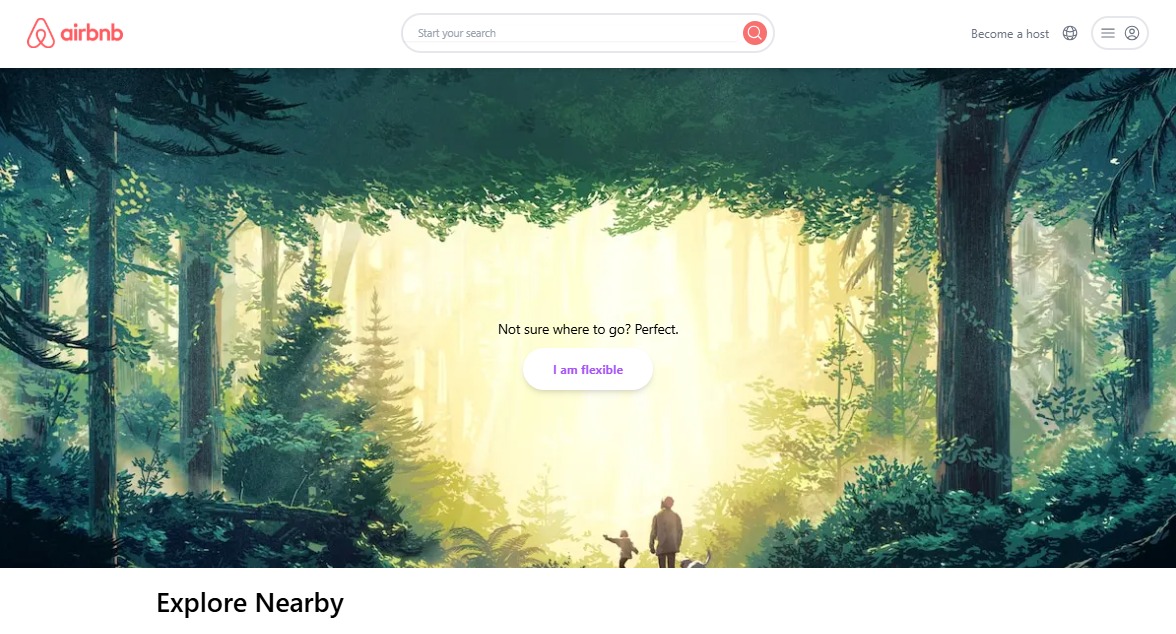 airbnb
Start your search
Become a host
Not sure where to go? Perfect.
I am flexible
Explore Nearby